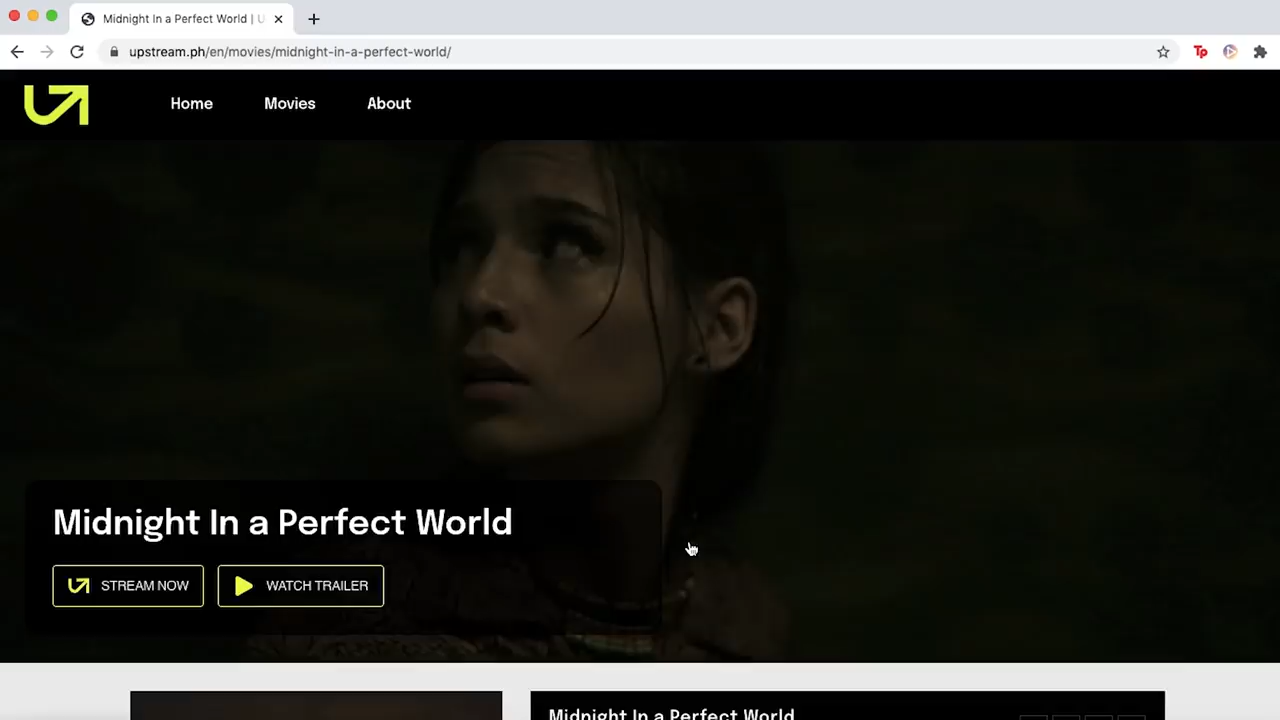 Midnight In a Perfect World | U
upstream.ph/en/movies/midnight-in-a-perfect-world/
Home
Movies
About
Midnight In a Perfect World
STREAM NOW
WATCH TRAILER
Midnight In a Perfect World